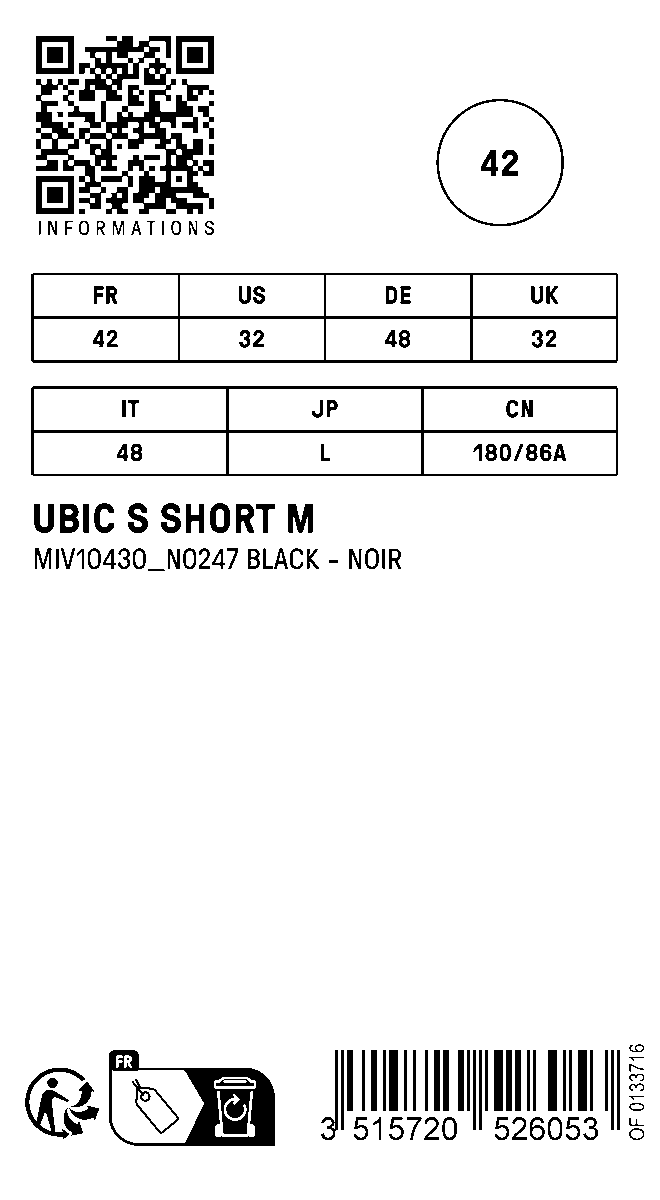 INFORMATIONS
42
FR US DE UK
42 32 48 32
IT JP CN
48 L 180/86A
UBIC S SHORT M
MIV10430_N0247 BLACK - NOIR
FR
3 515720 526053
OF 0133716